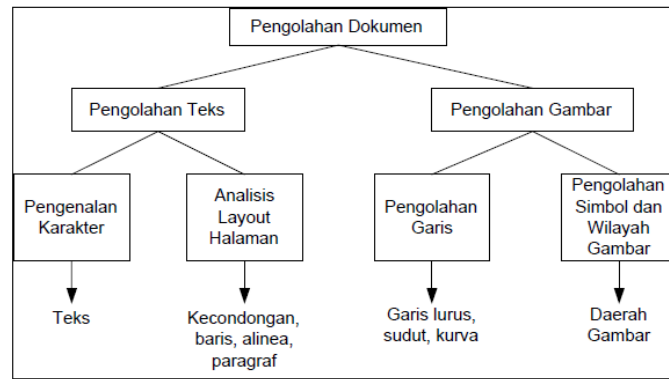 Pengolahan Dokumen
Pengolahan Teks
Pengolahan Gambar
Pengenalan
Karakter
Analisis
Layout
Halaman
Pengolahan
Garis
Pengolahan
Simbol dan
Wilayah
Gambar
Teks
Kecondongan,
baris, alinea,
paragraf
Garis lurus,
sudut, kurva
Daerah
Gambar